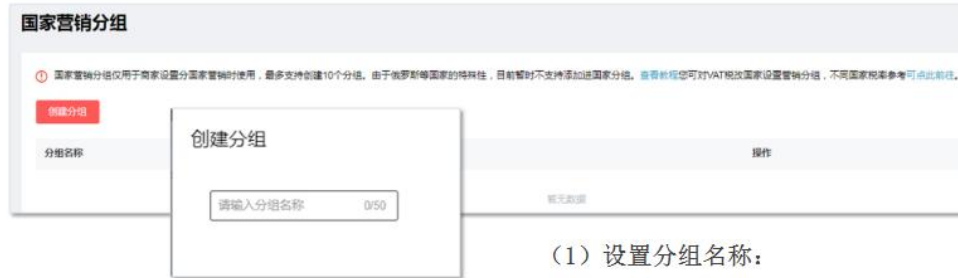 国家营销分组
国家营销分组仅用于商家设置分国家营销时使用，最多支持创建10个分组。由于俄罗斯等国家的特殊性，目前暂时不支持添加进国家分组。查看教程您可对VAT税改国家设置营销分组，不同国家税率参考可点此前往。
创建分组
创建分组
分组名称
操作
请输入分组名称 0/50
暂无数据
（1）设置分组名称：